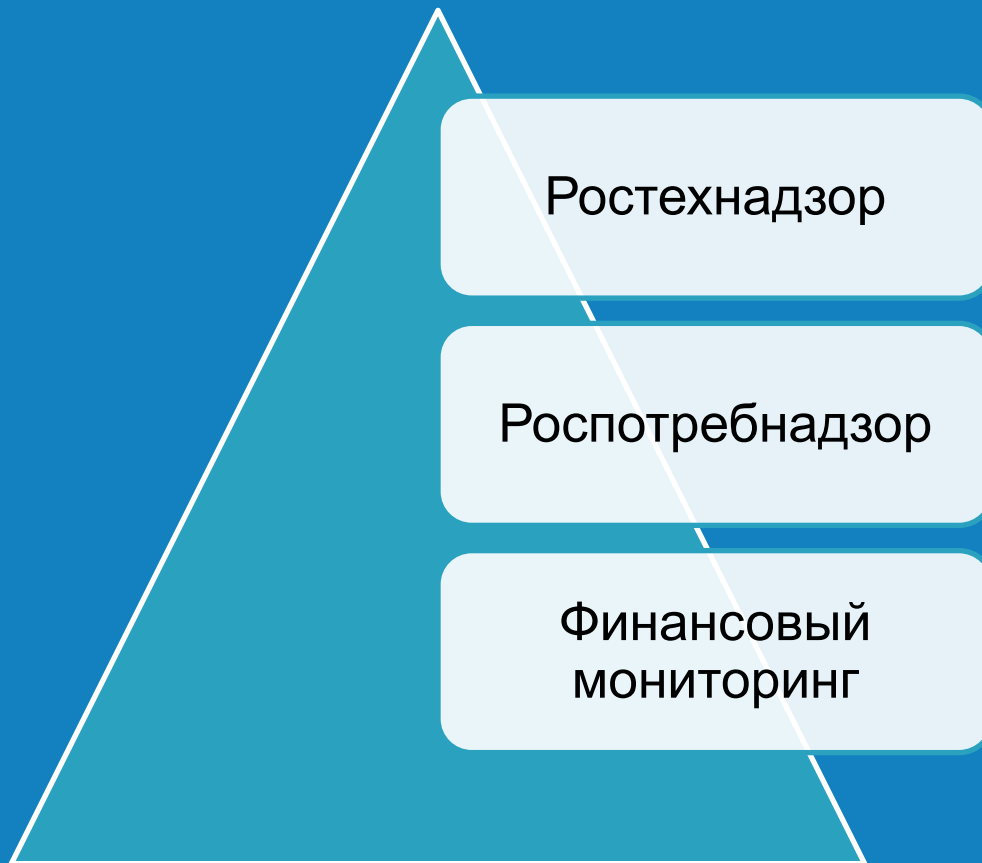 Ростехнадзор
Роспотребнадзор
Финансовый
мониторинг